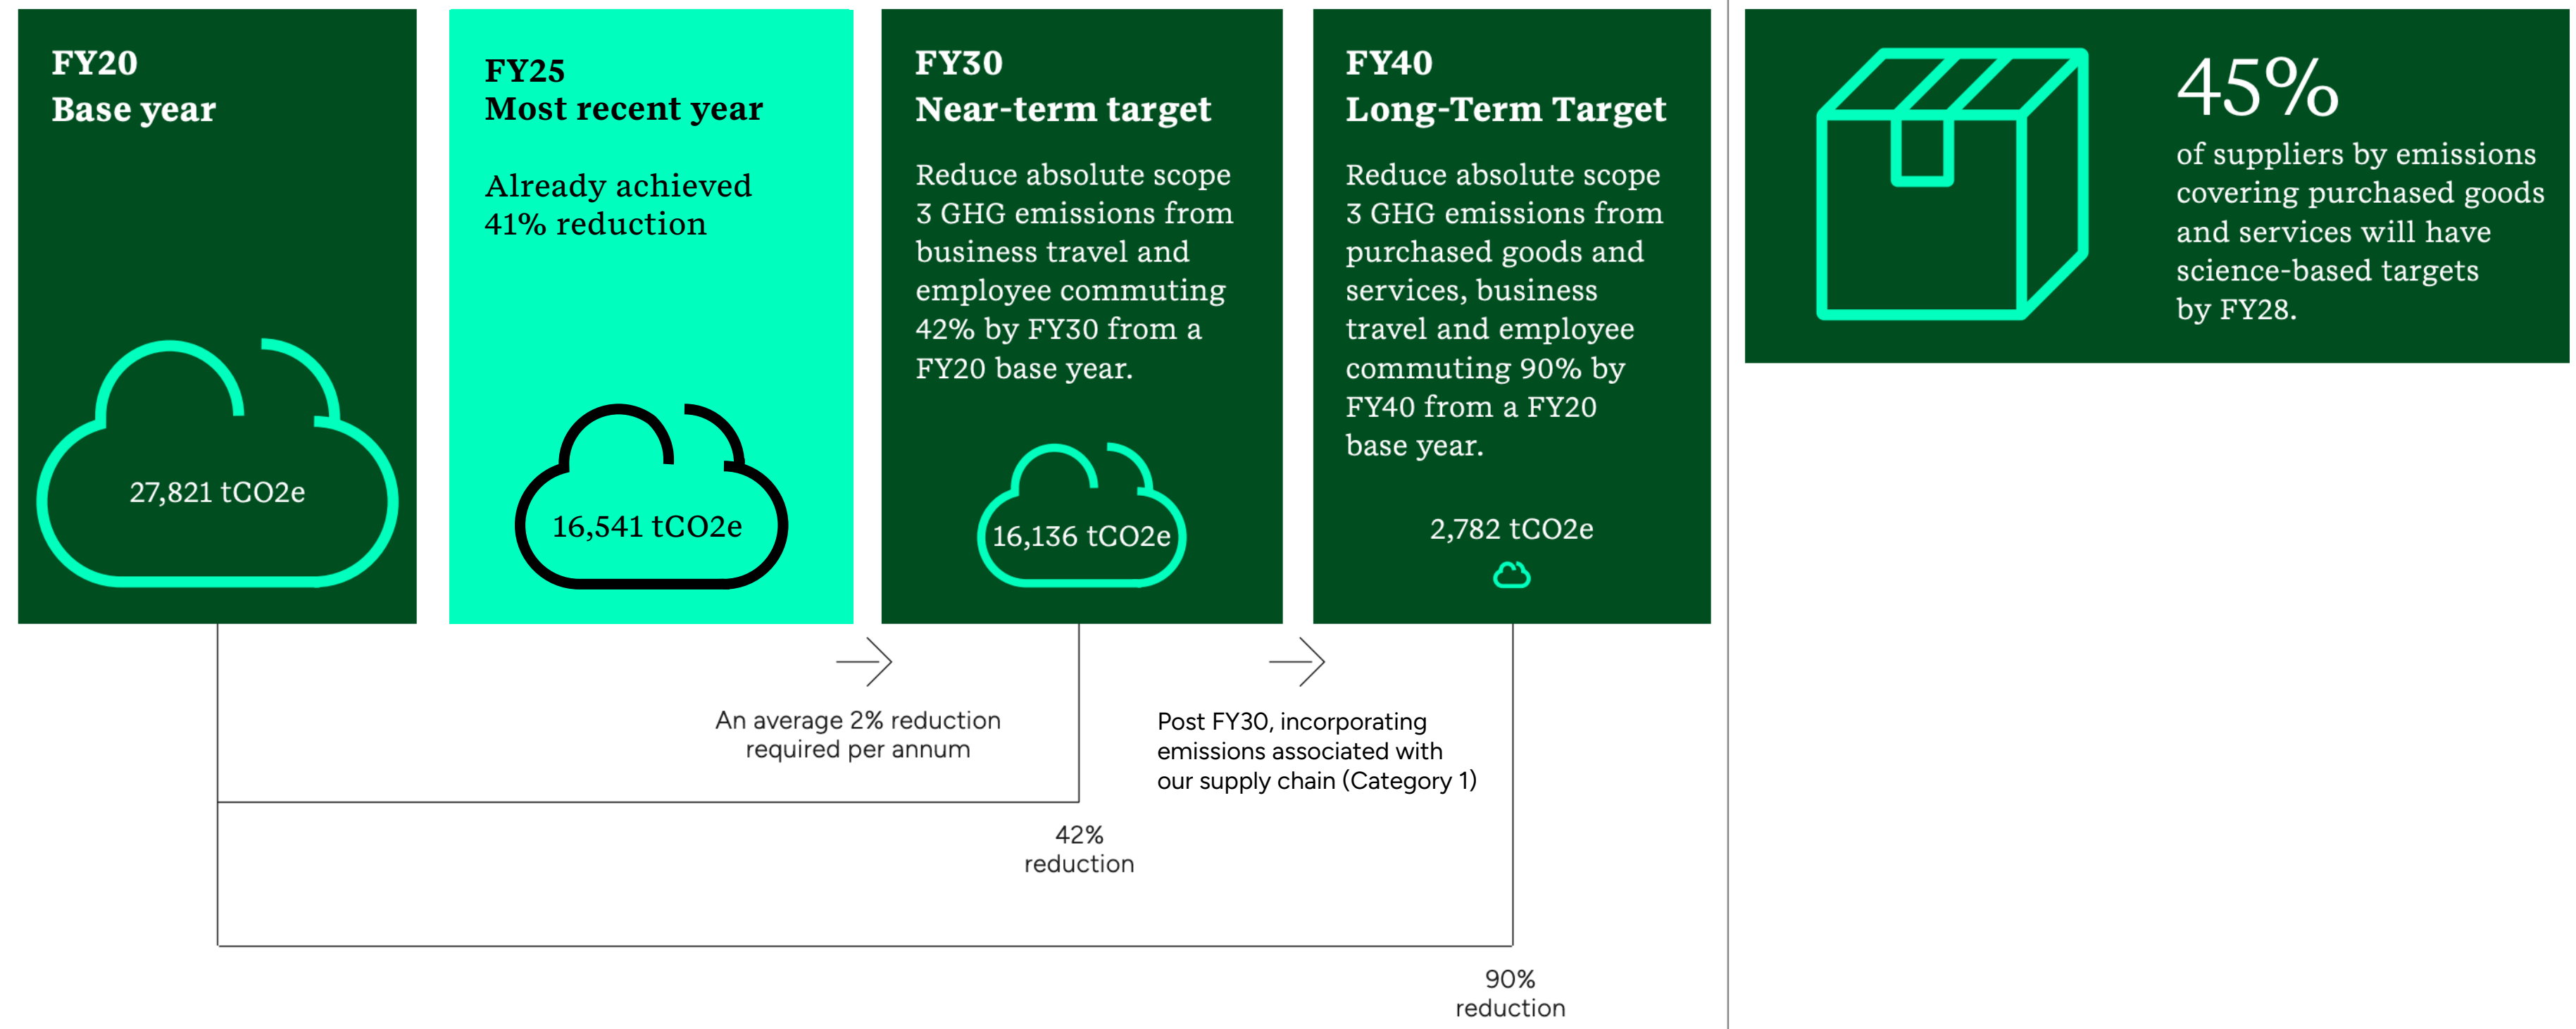 FY20
Base year
27,821 tCO2e
FY25
Most recent year
Already achieved
41% reduction
16,541 tCO2e
FY30
Near-term target
Reduce absolute scope
3 GHG emissions from
business travel and
employee commuting
42% by FY30 from a
FY20 base year.
16,136 tCO2e
FY40
Long-Term Target
Reduce absolute scope
3 GHG emissions from
purchased goods and
services, business
travel and employee
commuting 90% by
FY40 from a FY20
base year.
2,782 tCO2e
45%
of suppliers by emissions
covering purchased goods
and services will have
science-based targets
by FY28.
An average 2% reduction
required per annum
Post FY30, incorporating
emissions associated with
our supply chain (Category 1)
42%
reduction
90%
reduction